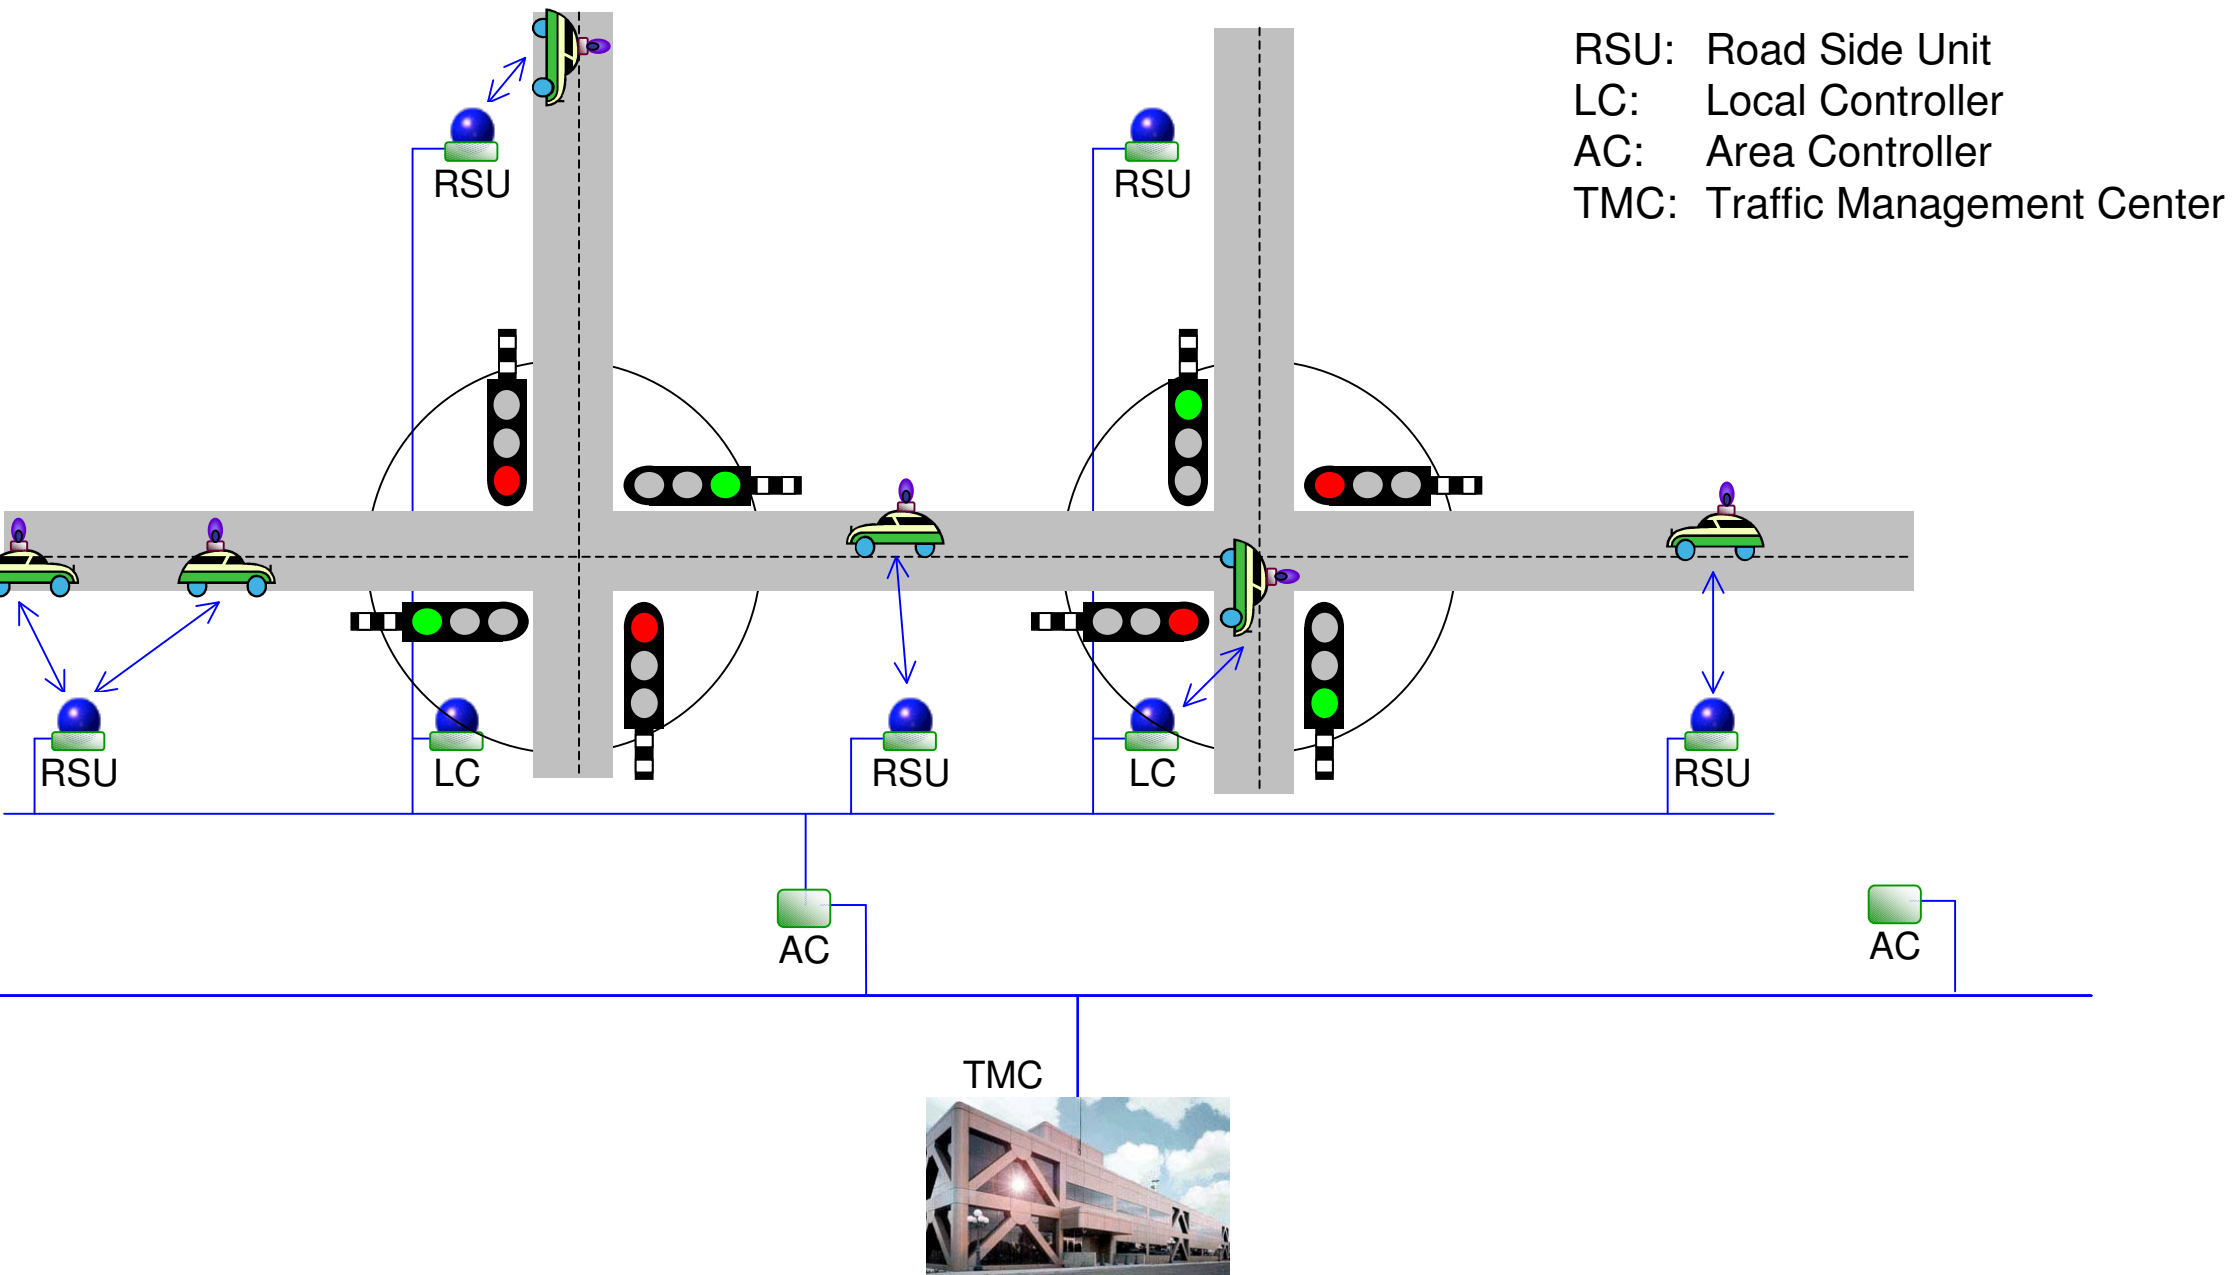 RSU: Road Side Unit
LC: Local Controller
AC: Area Controller
TMC: Traffic Management Center
RSU
RSU
RSU
LC
RSU
LC
RSU
AC
AC
TMC